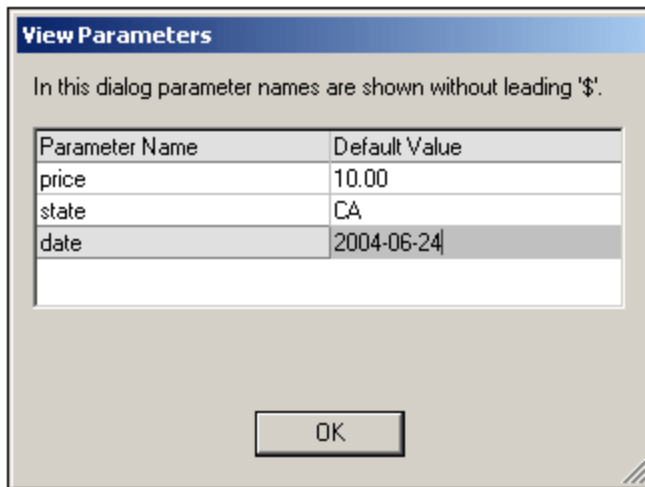 View Parameters
In this dialog parameter names are shown without leading '$'.
Parameter Name Default Value
price 10.00
state CA
date 2004-06-24
OK